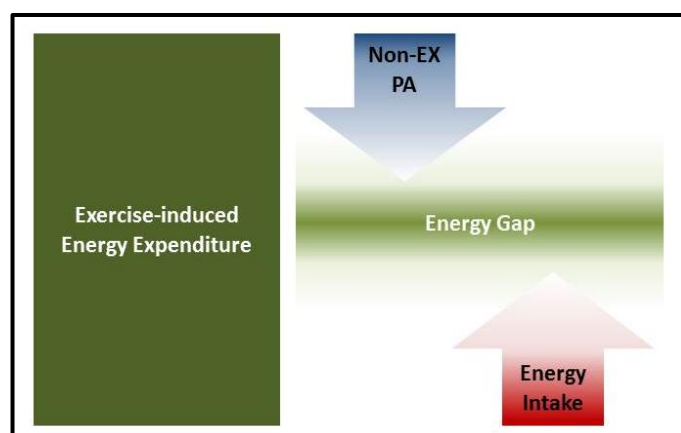 Non-EX
PA
Exercise-induced
Energy Expenditure
Energy Gap
Energy
Intake